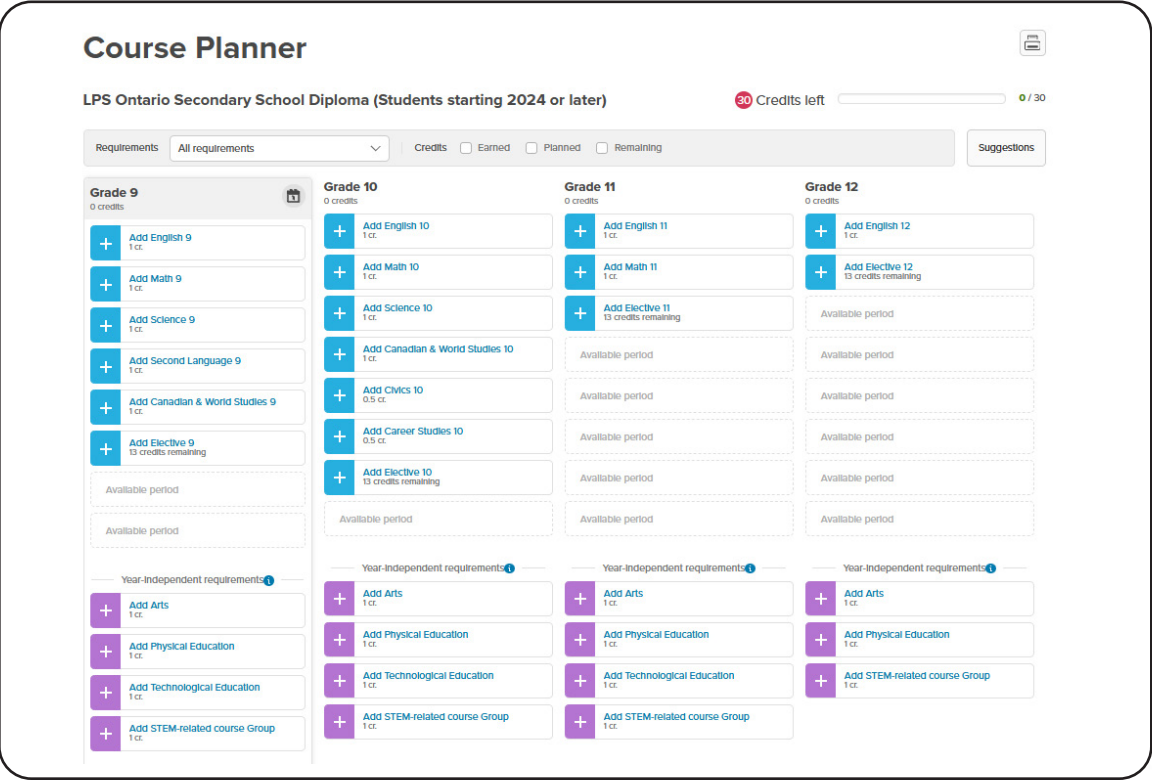 Course Planner
LPS Ontario Secondary School Diploma (Students starting 2024 or later)
30 Credits left
0 / 30
Requirements
All requirements
Credits
Earned
Planned
Remaining
Suggestions
Grade 9
0 credits
Add English 9
1 cr.
Add Math 9
1 cr.
Add Science 9
1 cr.
Add Second Language 9
1 cr.
Add Canadian & World Studies 9
1 cr.
Add Elective 9
13 credits remaining
Available period
Available period
Year-independent requirements
Add Arts
1 cr.
Add Physical Education
1 cr.
Add Technological Education
1 cr.
Add STEM-related course Group
1 cr.
Grade 10
0 credits
Add English 10
1 cr.
Add Math 10
1 cr.
Add Science 10
1 cr.
Add Canadian & World Studies 10
1 cr.
Add Civics 10
0.5 cr.
Add Career Studies 10
0.5 cr.
Add Elective 10
13 credits remaining
Available period
Year-independent requirements
Add Arts
1 cr.
Add Physical Education
1 cr.
Add Technological Education
1 cr.
Add STEM-related course Group
1 cr.
Grade 11
0 credits
Add English 11
1 cr.
Add Math 11
1 cr.
Add Elective 11
13 credits remaining
Available period
Available period
Available period
Available period
Available period
Year-independent requirements
Add Arts
1 cr.
Add Physical Education
1 cr.
Add Technological Education
1 cr.
Add STEM-related course Group
1 cr.
Grade 12
0 credits
Add English 12
1 cr.
Add Elective 12
13 credits remaining
Available period
Available period
Available period
Available period
Available period
Available period
Year-independent requirements
Add Arts
1 cr.
Add Physical Education
1 cr.
Add STEM-related course Group
1 cr.